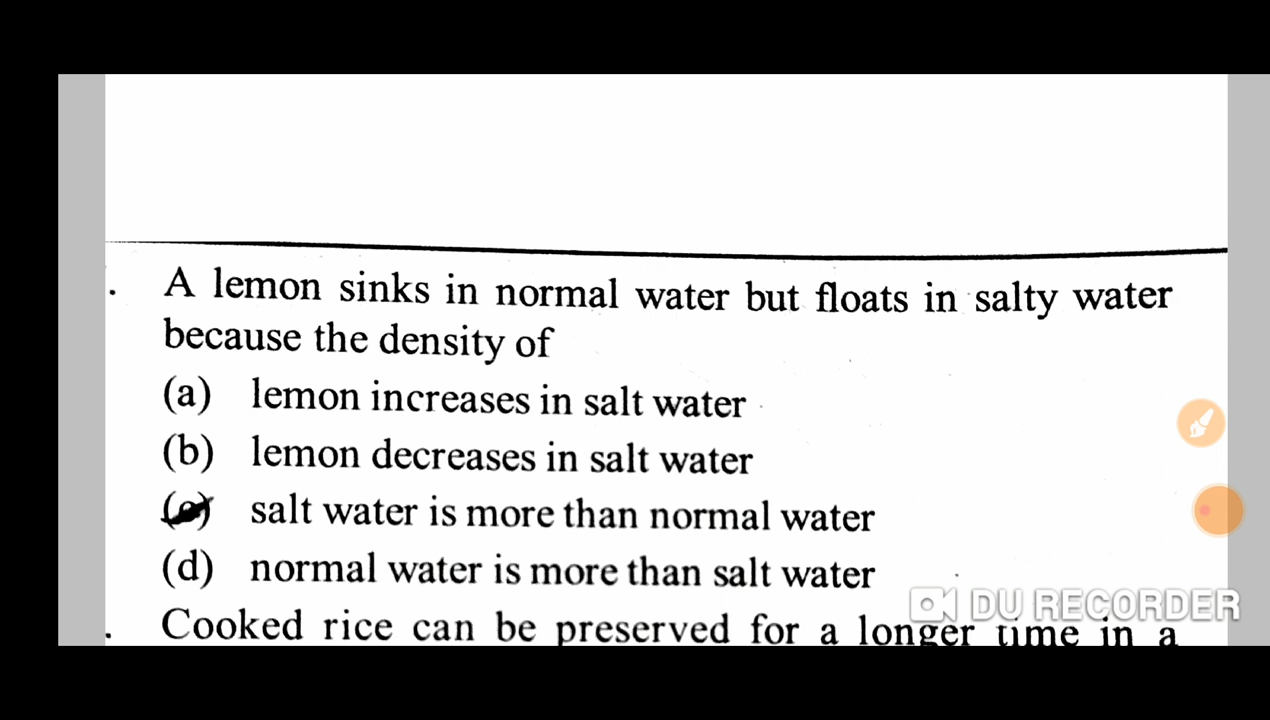 . A lemon sinks in normal water but floats in salty water
because the density of
(a) lemon increases in salt water
(b) lemon decreases in salt water
(c) salt water is more than normal water
(d) normal water is more than salt water
DU RECORDER
. Cooked rice can be preserved for a longer time in a